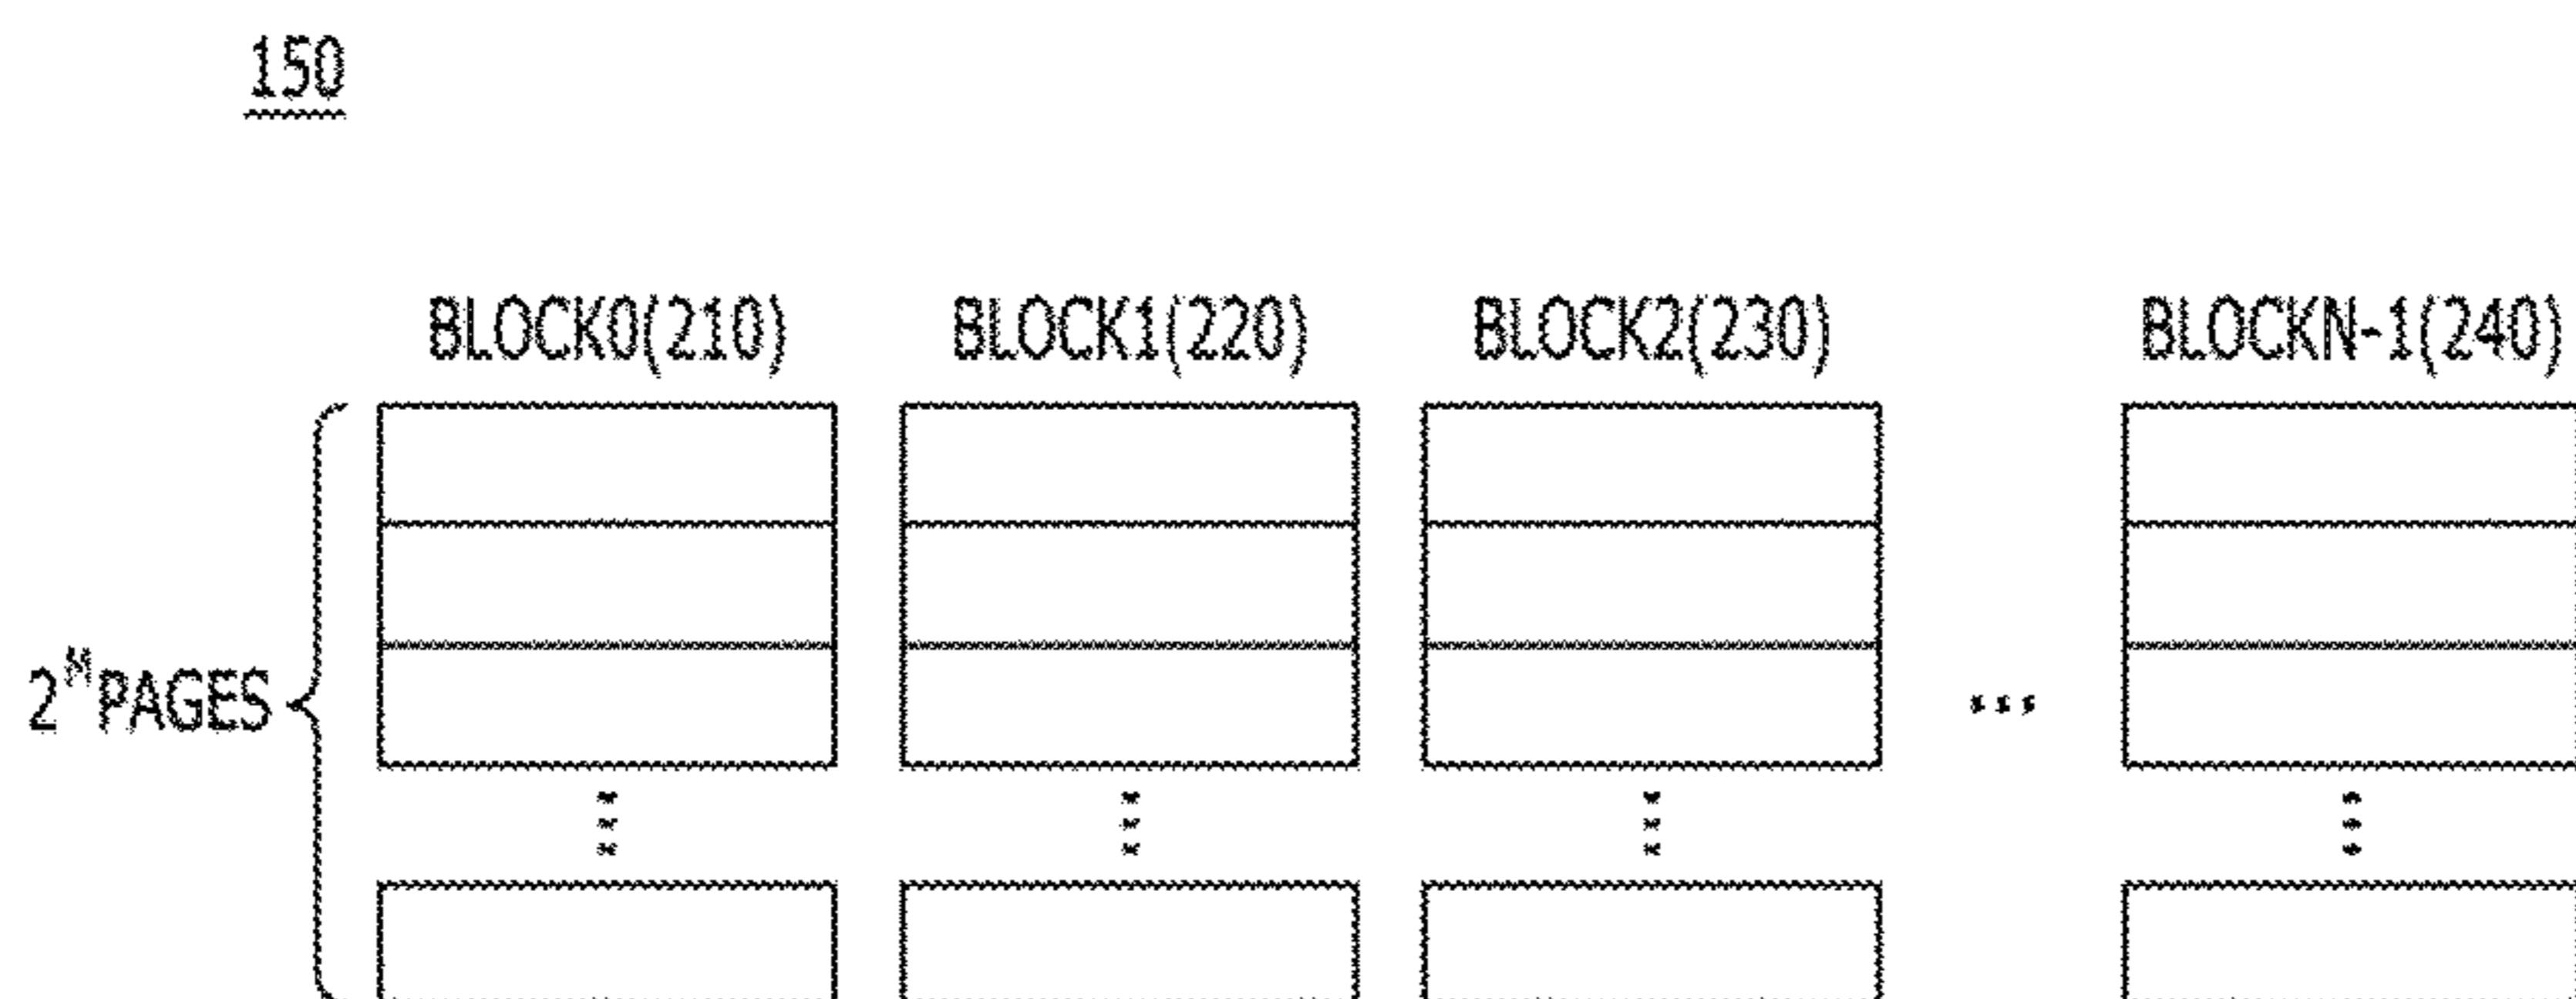 150
BLOCK0(210) BLOCK1(220) BLOCK2(230) BLOCKN-1(240)
2^M PAGES
...